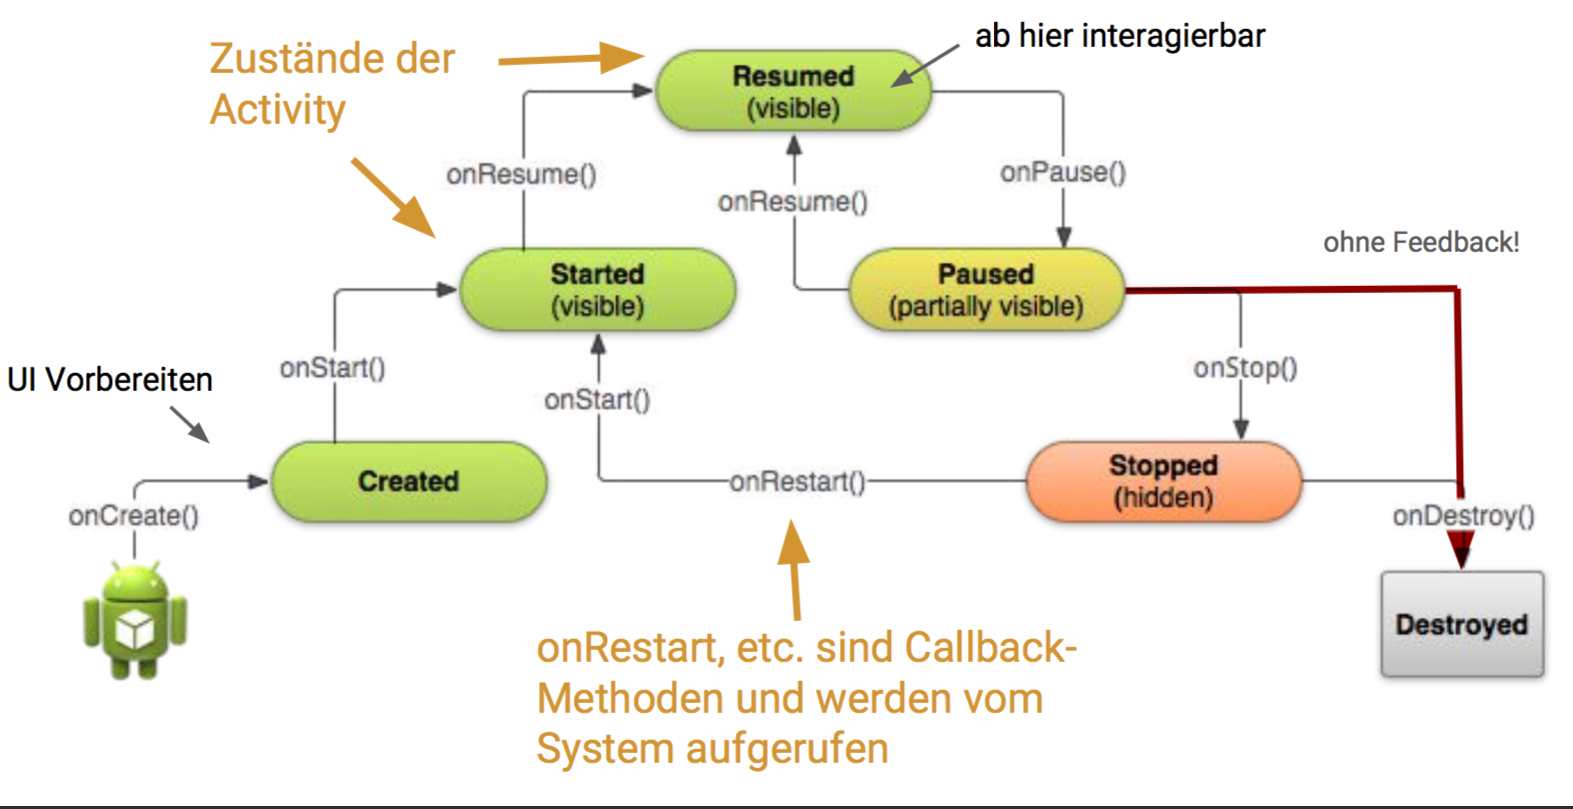 Zustände der
Activity
ab hier interagierbar
Resumed
(visible)
onResume()
onResume()
onPause()
ohne Feedback!
Started
(visible)
Paused
(partially visible)
UI Vorbereiten
onStart()
onStart()
onStop()
Created
onRestart()
Stopped
(hidden)
onCreate()
onDestroy()
Destroyed
onRestart, etc. sind Callback-
Methoden und werden vom
System aufgerufen